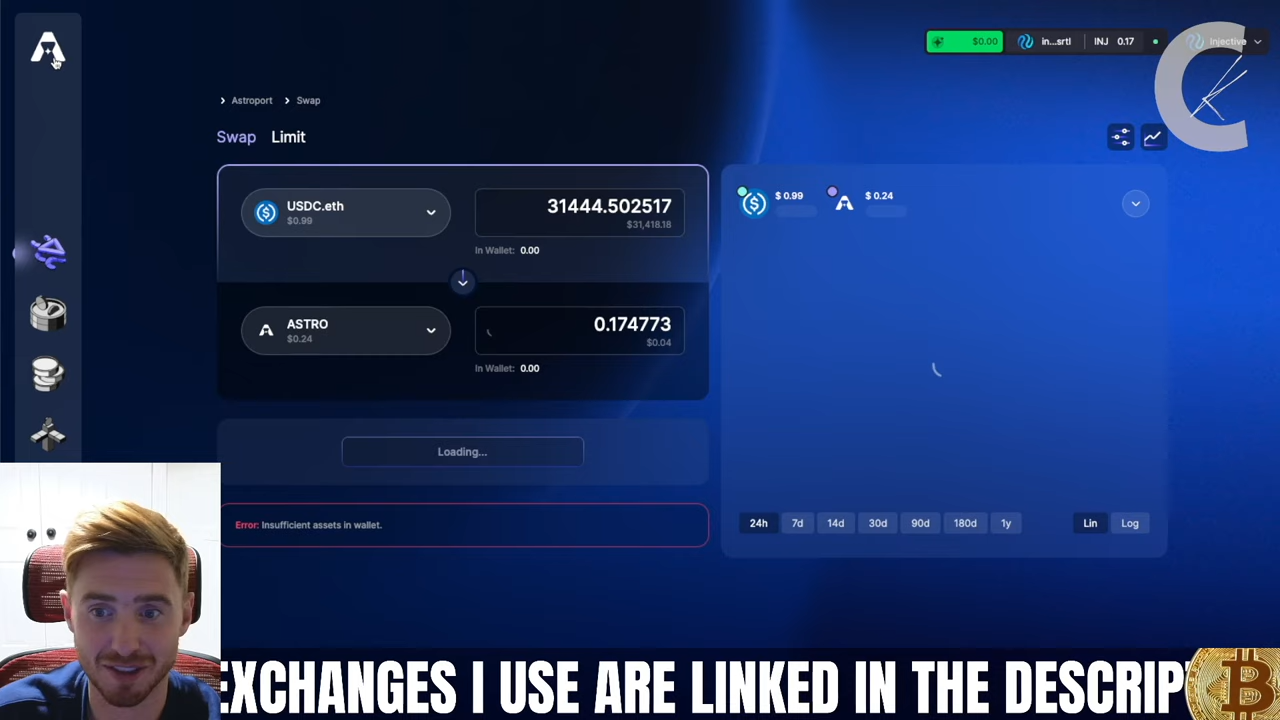 $0.00
in...srtl
INJ 0.17
Injective
Astroport
Swap
Swap
Limit
USDC.eth
$0.99
31444.502517
$31,418.18
In Wallet: 0.00
ASTRO
$0.24
0.174773
$0.04
In Wallet: 0.00
Loading...
Error: Insufficient assets in wallet.
$ 0.99
$ 0.24
24h
7d
14d
30d
90d
180d
1y
Lin
Log
EXCHANGES I USE ARE LINKED IN THE DESCRIP